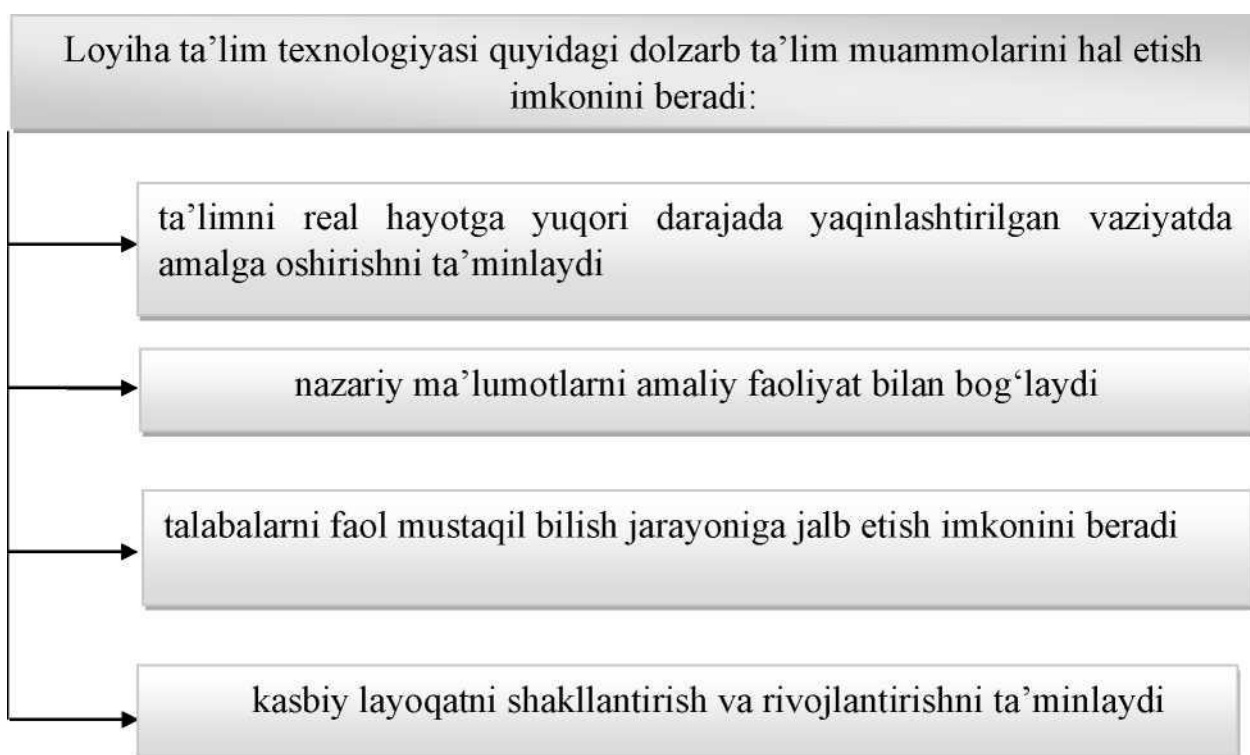 Loyiha ta’lim texnologiyasi quyidagi dolzarb ta’lim muammolarini hal etish
imkonini beradi:
ta’limni real hayotga yuqori darajada yaqinlashtirilgan vaziyatda
amalga oshirishni ta’minlaydi
nazariy ma’lumotlarni amaliy faoliyat bilan bog‘laydi
talabalarni faol mustaqil bilish jarayoniga jalb etish imkonini beradi
kasbiy layoqatni shakllantirish va rivojlantirishni ta’minlaydi